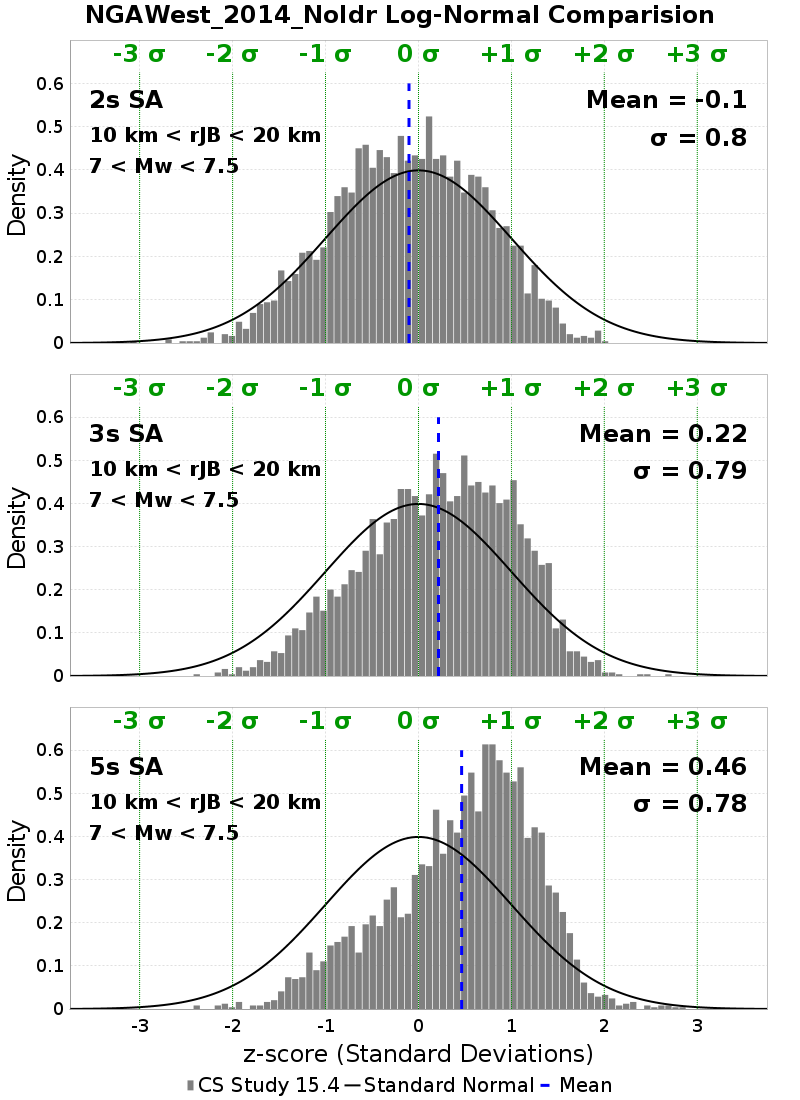 NGAWest_2014_NoIdr Log-Normal Comparision
-3 σ -2 σ -1 σ 0 σ +1 σ +2 σ +3 σ
2s SA
Mean = -0.1
10 km < rJB < 20 km
σ = 0.8
7 < Mw < 7.5
Density
0.6
0.5
0.4
0.3
0.2
0.1
0
-3 σ -2 σ -1 σ 0 σ +1 σ +2 σ +3 σ
3s SA
Mean = 0.22
10 km < rJB < 20 km
σ = 0.79
7 < Mw < 7.5
Density
0.6
0.5
0.4
0.3
0.2
0.1
0
-3 σ -2 σ -1 σ 0 σ +1 σ +2 σ +3 σ
5s SA
Mean = 0.46
10 km < rJB < 20 km
σ = 0.78
7 < Mw < 7.5
Density
0.6
0.5
0.4
0.3
0.2
0.1
0
-3 -2 -1 0 1 2 3
z-score (Standard Deviations)
CS Study 15.4 Standard Normal Mean